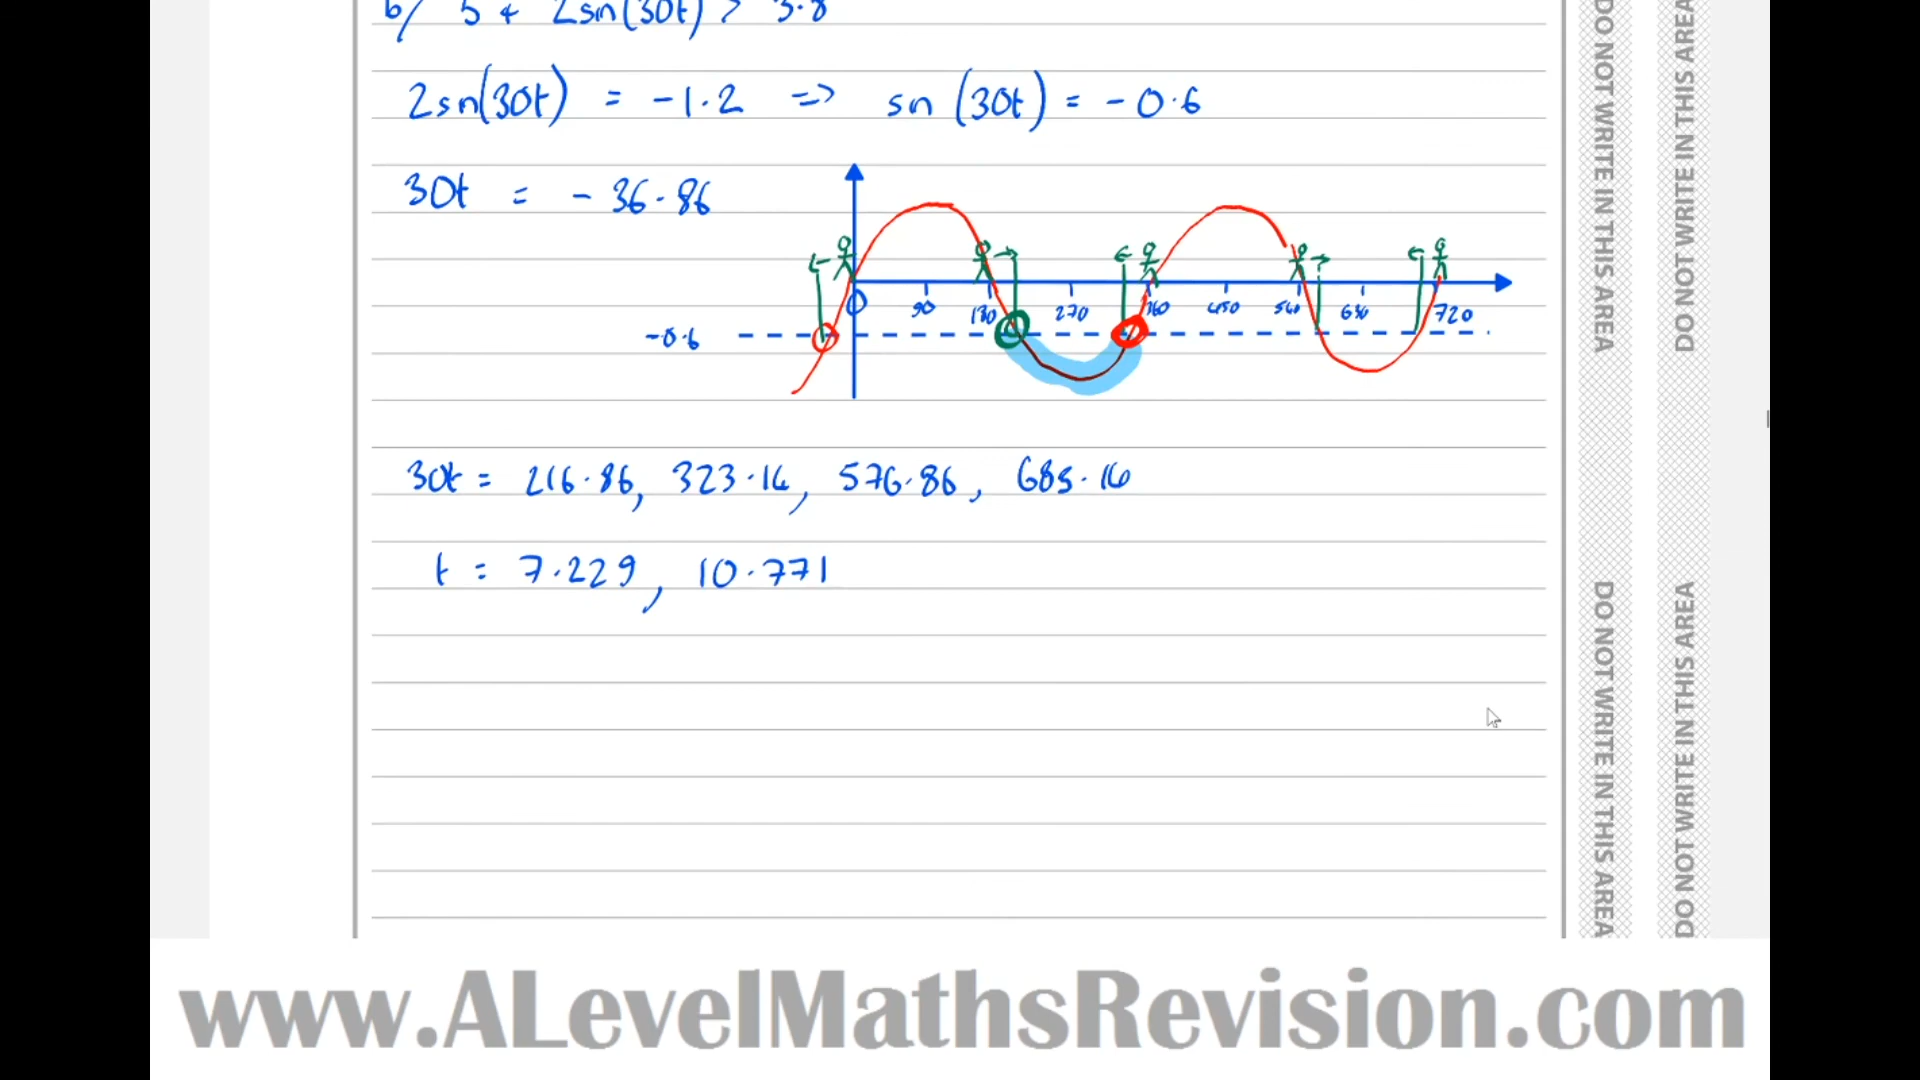 b/ 5 + 2sin(30t) > 3.8
2sn(30t) = -1.2 => sn (30t) = -0.6
30t = - 36.86
0 90 180 270 360 450 540 630 720
-0.6
30t = 216.86, 323.14, 576.86, 683.14
t = 7.229, 10.771
DO NOT WRITE IN THIS AREA
DO NOT WRITE IN THIS AREA
DO NOT WRITE IN THIS AREA
DO NOT WRITE IN THIS AREA
www.ALevelMathsRevision.com